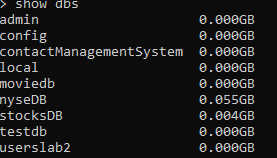 > show dbs
admin 0.000GB
config 0.000GB
contactManagementSystem 0.000GB
local 0.000GB
moviedb 0.000GB
nyseDB 0.055GB
stocksDB 0.004GB
testdb 0.000GB
userslab2 0.000GB